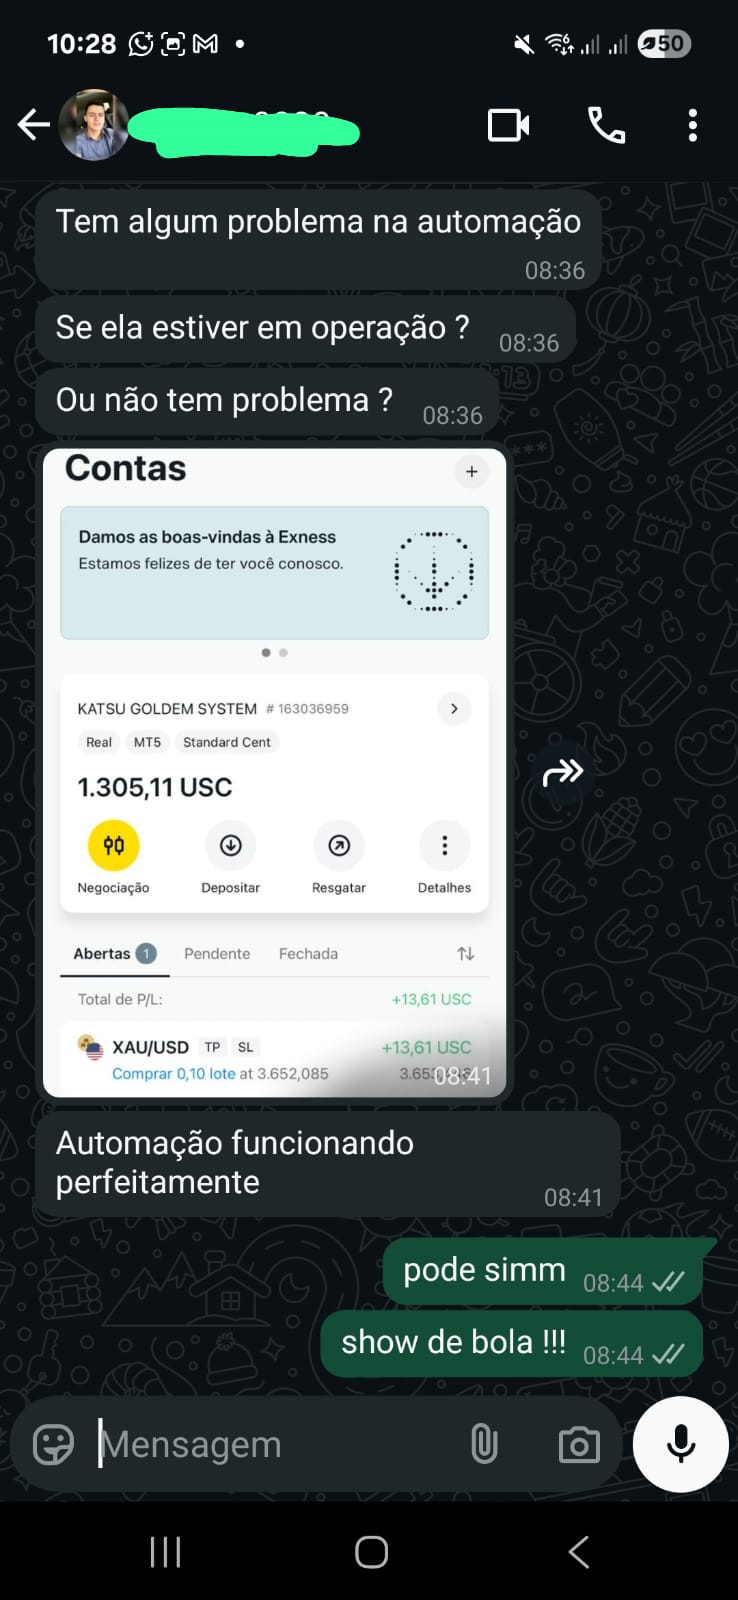 10:28
50
Tem algum problema na automação
08:36
Se ela estiver em operação ?
08:36
Ou não tem problema ?
08:36
Contas
+
Damos as boas-vindas à Exness
Estamos felizes de ter você conosco.
KATSU GOLDEM SYSTEM # 163036959
Real MT5 Standard Cent
1.305,11 USC
Negociação Depositar Resgatar Detalhes
Abertas 1 Pendente Fechada
Total de P/L: +13,61 USC
XAU/USD TP SL +13,61 USC
Comprar 0,10 lote at 3.652,085
08:41
Automação funcionando
perfeitamente
08:41
pode simm 08:44
show de bola !!! 08:44
Mensagem